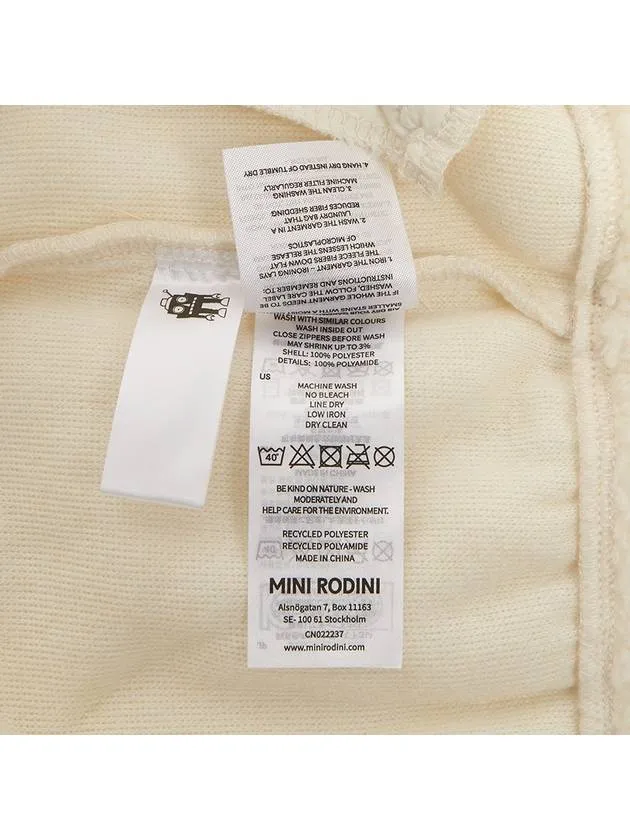 4. HANG DRY INSTEAD OF TUMBLE DRY
MACHINE FILTER REGULARLY
3. CLEAN THE WASHING
REDUCES FIBER SHEDDING
LAUNDRY BAG THAT
2. WASH THE GARMENT IN A
OF MICROPLASTICS
WHICH LESSENS THE RELEASE
THE FLEECE FIBERS DOWN FLAT
1. IRON THE GARMENT – IRONING LAYS
INSTRUCTIONS AND REMEMBER TO:
WASHED, FOLLOW THE CARE LABEL
IF THE WHOLE GARMENT NEEDS TO BE
WASH WITH SIMILAR COLOURS
WASH INSIDE OUT
CLOSE ZIPPERS BEFORE WASH
MAY SHRINK UP TO 3%
SHELL: 100% POLYESTER
DETAILS: 100% POLYESTER
US
MACHINE WASH
NO BLEACH
LINE DRY
LOW IRON
DRY CLEAN
40°
BE KIND ON NATURE - WASH
MODERATELY AND
HELP CARE FOR THE ENVIRONMENT.
RECYCLED POLYESTER
RECYCLED POLYAMIDE
MADE IN CHINA
MINI RODINI
Alsnögatan 7, Box 11163
SE- 100 61 Stockholm
CN022237
www.minirodini.com